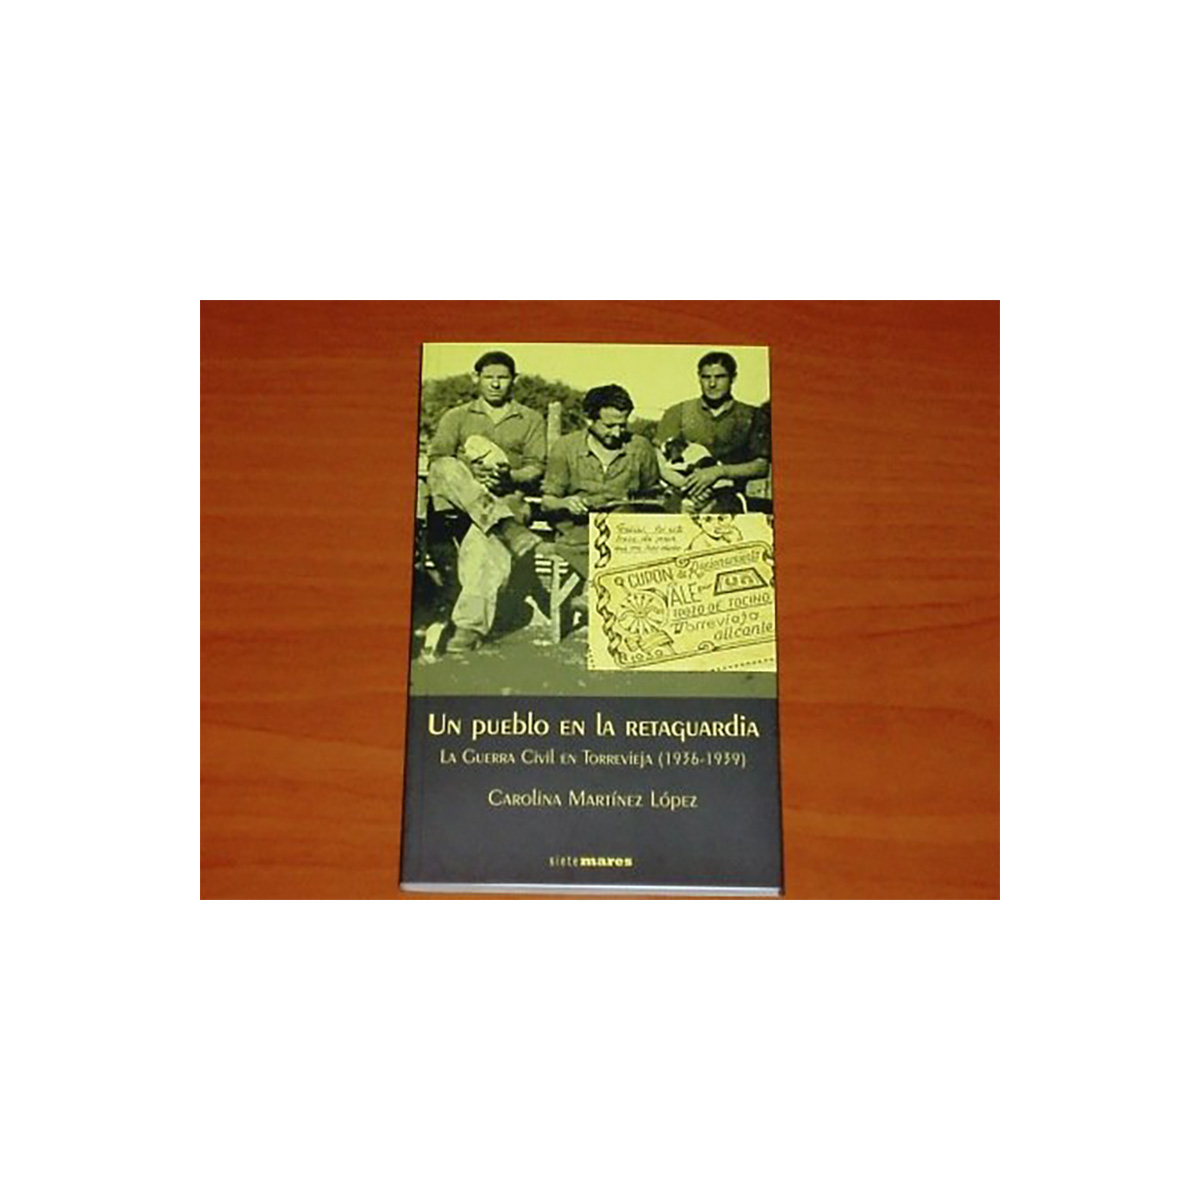 CUPON de Racionamiento
VALE por UN
TROZO DE TOCINO
Torrevieja
alicante
1939
Un pueblo en la retaguardia
La Guerra Civil en Torrevieja (1936-1939)
Carolina Martínez López
sietemares